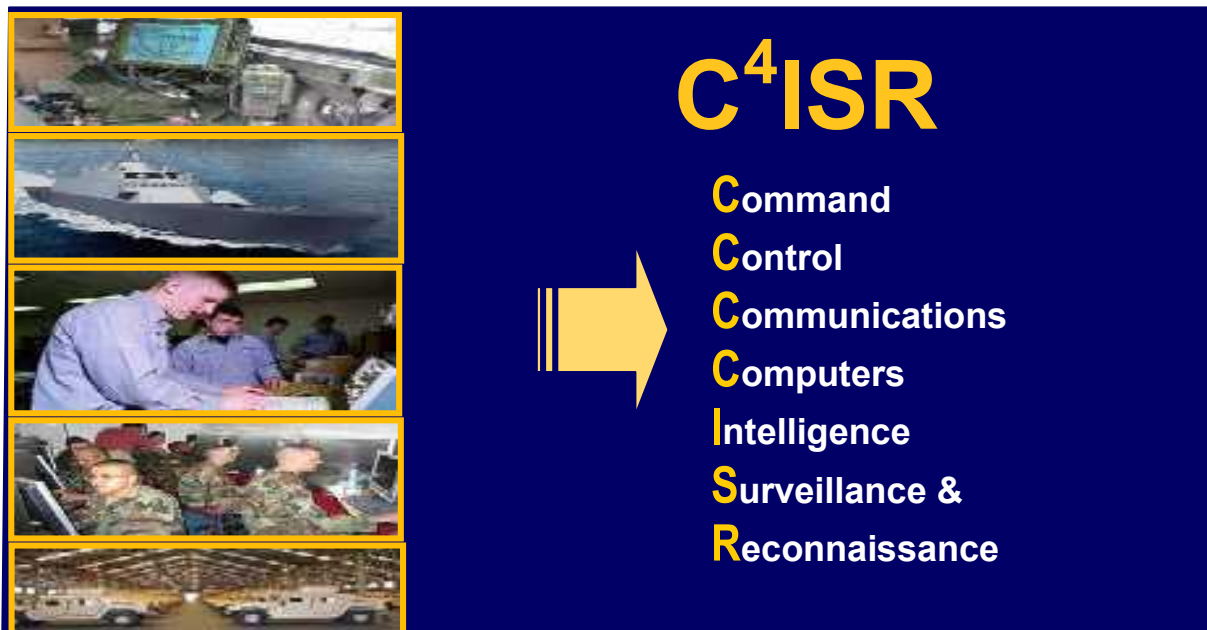 C⁴ISR
Command
Control
Communications
Computers
Intelligence
Surveillance &
Reconnaissance